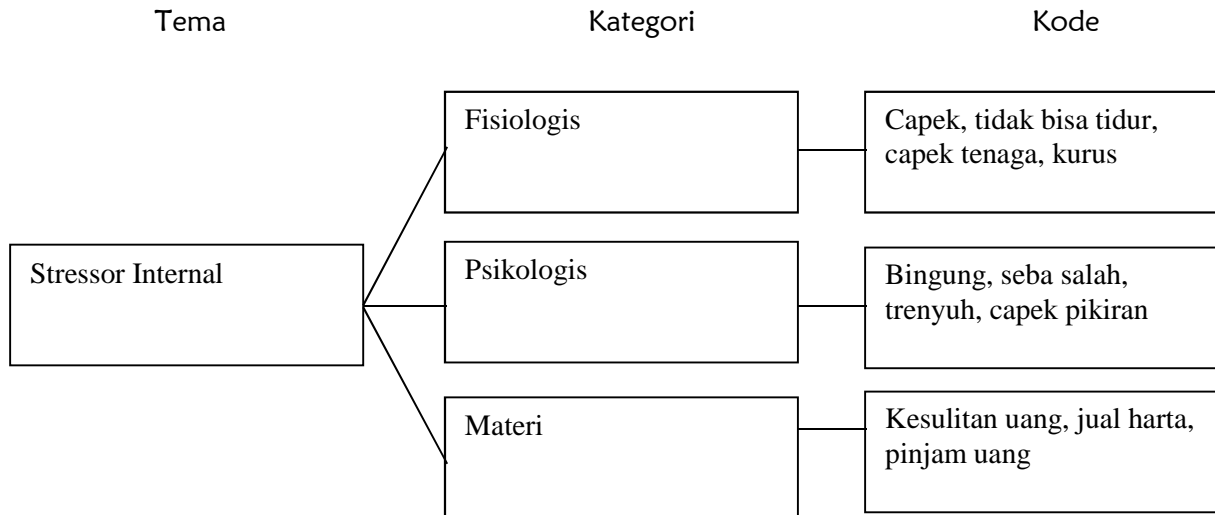 Tema
Kategori
Kode
Fisiologis
Capek, tidak bisa tidur,
capek tenaga, kurus
Stressor Internal
Psikologis
Bingung, seba salah,
trenyuh, capek pikiran
Materi
Kesulitan uang, jual harta,
pinjam uang